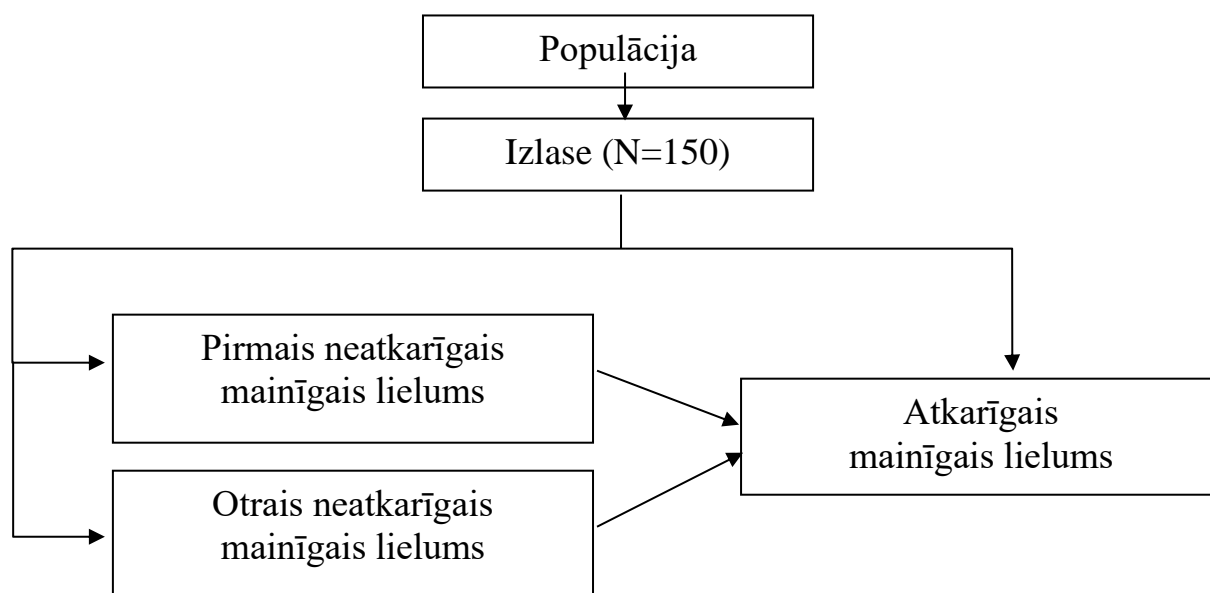 Populācija
Izlase (N=150)
Pirmais neatkarīgais
mainīgais lielums
Atkarīgais
mainīgais lielums
Otrais neatkarīgais
mainīgais lielums